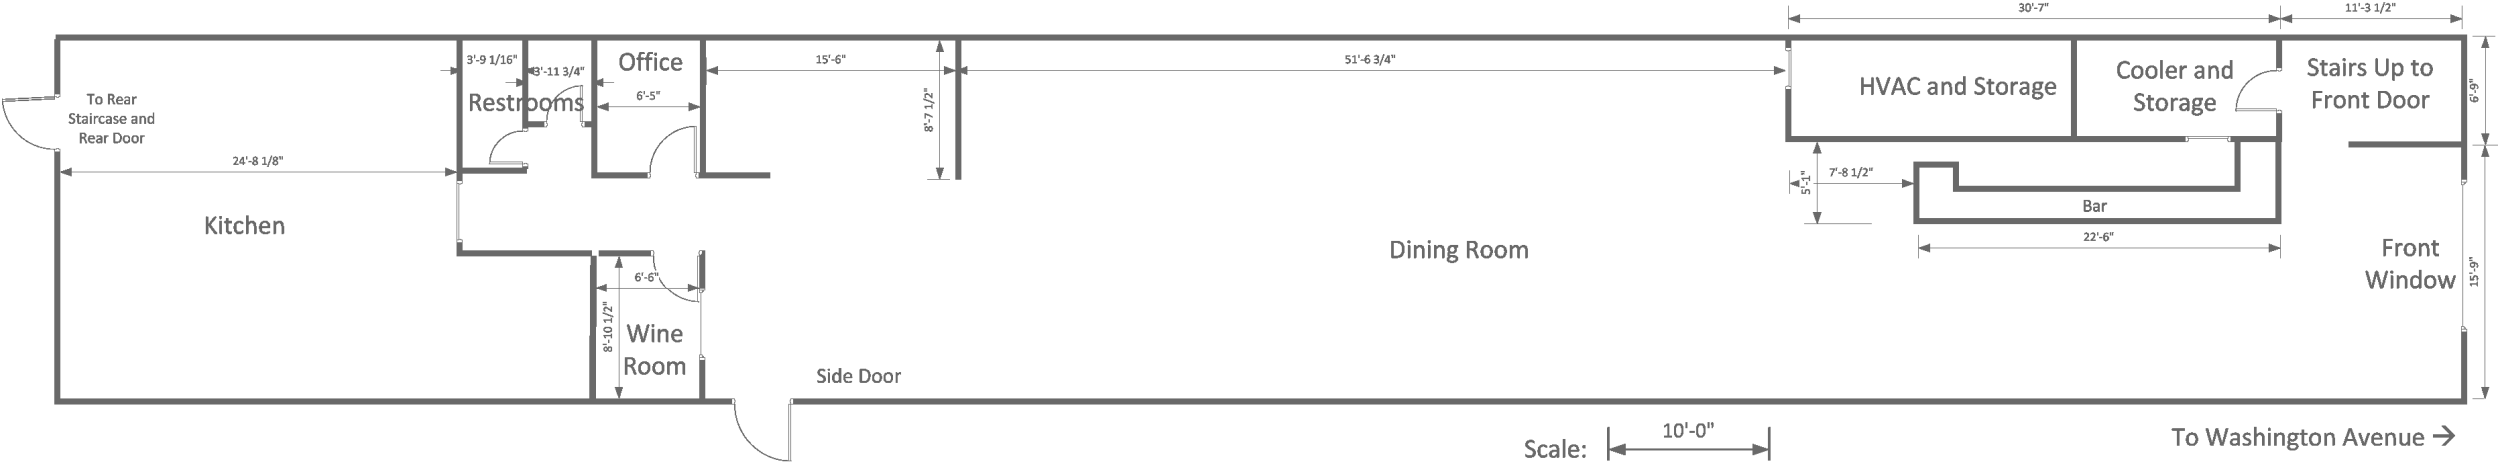 30'-7"
11'-3 1/2"
3'-9 1/16"
3'-11 3/4"
Office
15'-6"
51'-6 3/4"
6'-5"
8'-7 1/2"
Restrooms
HVAC and Storage
Cooler and
Storage
Stairs Up to
Front Door
6'-9"
To Rear
Staircase and
Rear Door
24'-8 1/8"
Kitchen
7'-8 1/2"
5'-1"
Bar
22'-6"
Dining Room
Front
Window
15'-9"
6'-6"
8'-10 1/2"
Wine
Room
Side Door
Scale:
10'-0"
To Washington Avenue →